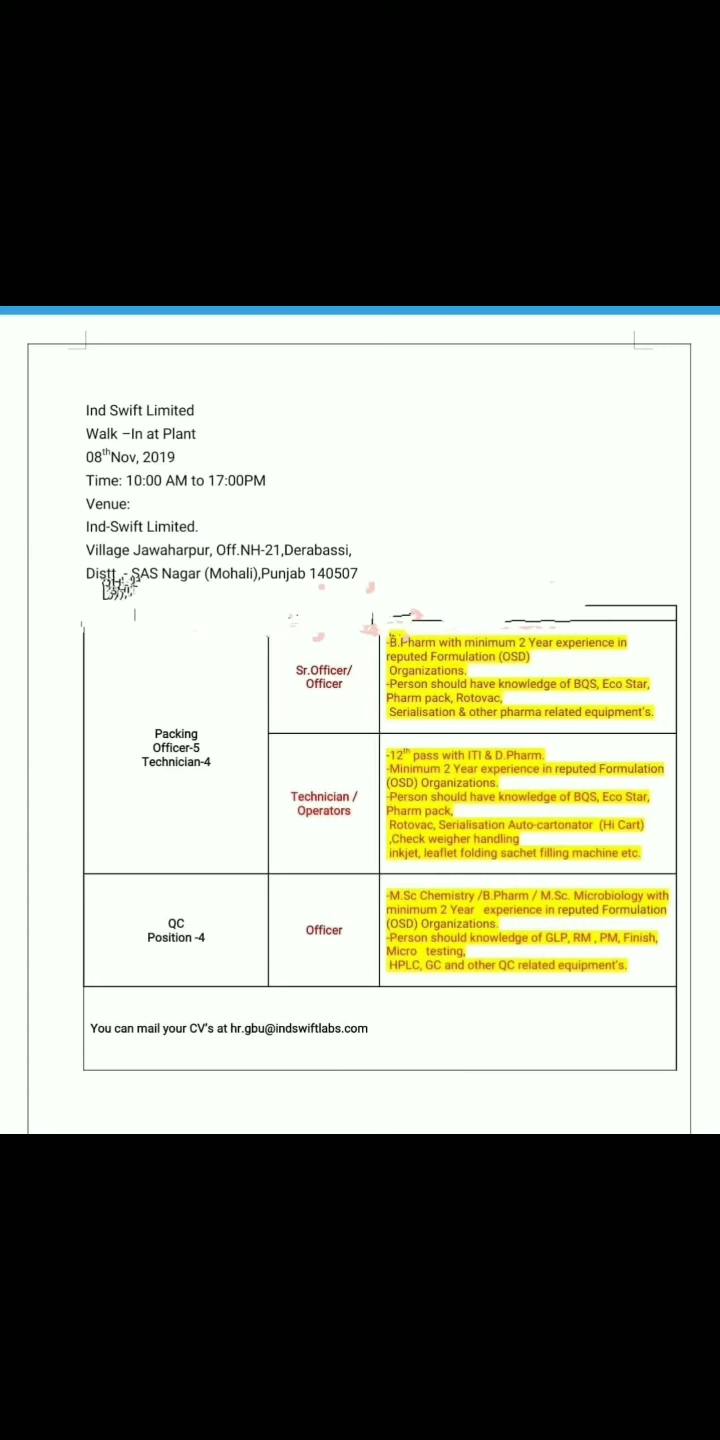 Ind Swift Limited
Walk –In at Plant
08thNov, 2019
Time: 10:00 AM to 17:00PM
Venue:
Ind-Swift Limited.
Village Jawaharpur, Off.NH-21,Derabassi,
Distt - SAS Nagar (Mohali),Punjab 140507
Packing
Officer-5
Technician-4
Sr.Officer/
Officer
-B.Pharm with minimum 2 Year experience in
reputed Formulation (OSD)
Organizations.
-Person should have knowledge of BQS, Eco Star,
Pharm pack, Rotovac,
Serialisation & other pharma related equipment's.
Technician /
Operators
-12th pass with ITI & D.Pharm.
-Minimum 2 Year experience in reputed Formulation
(OSD) Organizations.
-Person should have knowledge of BQS, Eco Star,
Pharm pack,
Rotovac, Serialisation Auto-cartonator (Hi Cart)
,Check weigher handling
inkjet, leaflet folding sachet filling machine etc.
QC
Position -4
Officer
-M.Sc Chemistry /B.Pharm / M.Sc. Microbiology with
minimum 2 Year experience in reputed Formulation
(OSD) Organizations.
-Person should knowledge of GLP, RM , PM, Finish,
Micro testing,
HPLC, GC and other QC related equipment's.
You can mail your CV's at hr.gbu@indswiftlabs.com